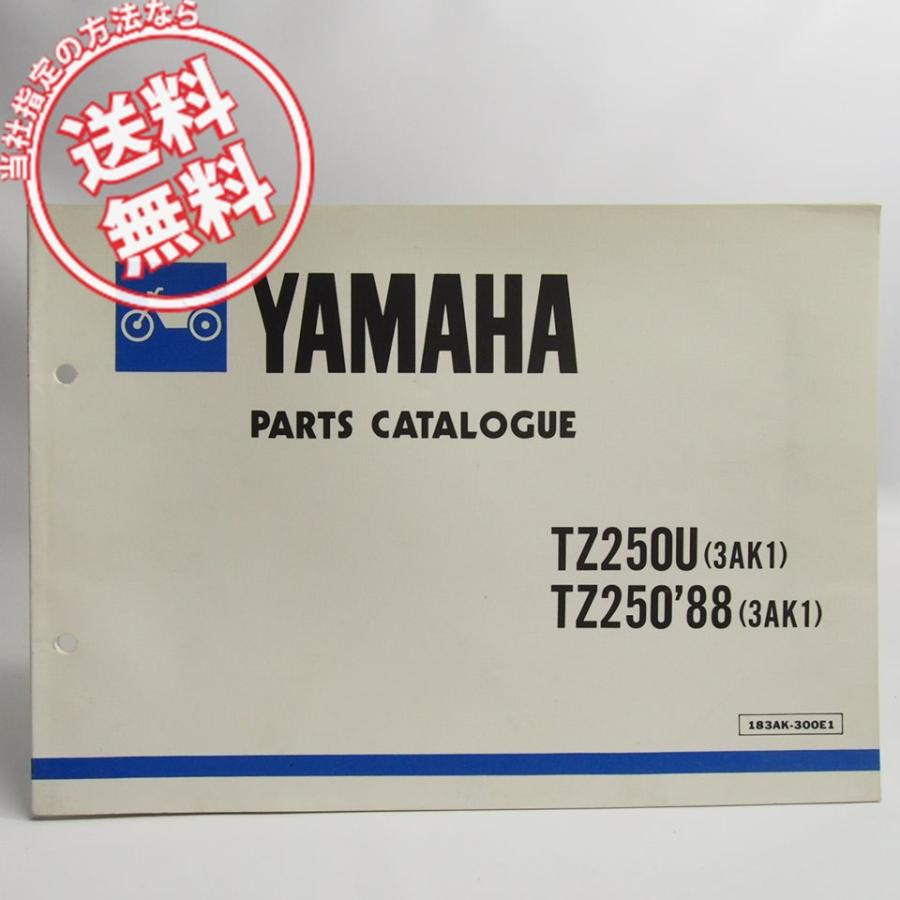 当社指定の方法なら
送料
無料
YAMAHA
PARTS CATALOGUE
TZ250U (3AK1)
TZ250'88 (3AK1)
183AK-300E1